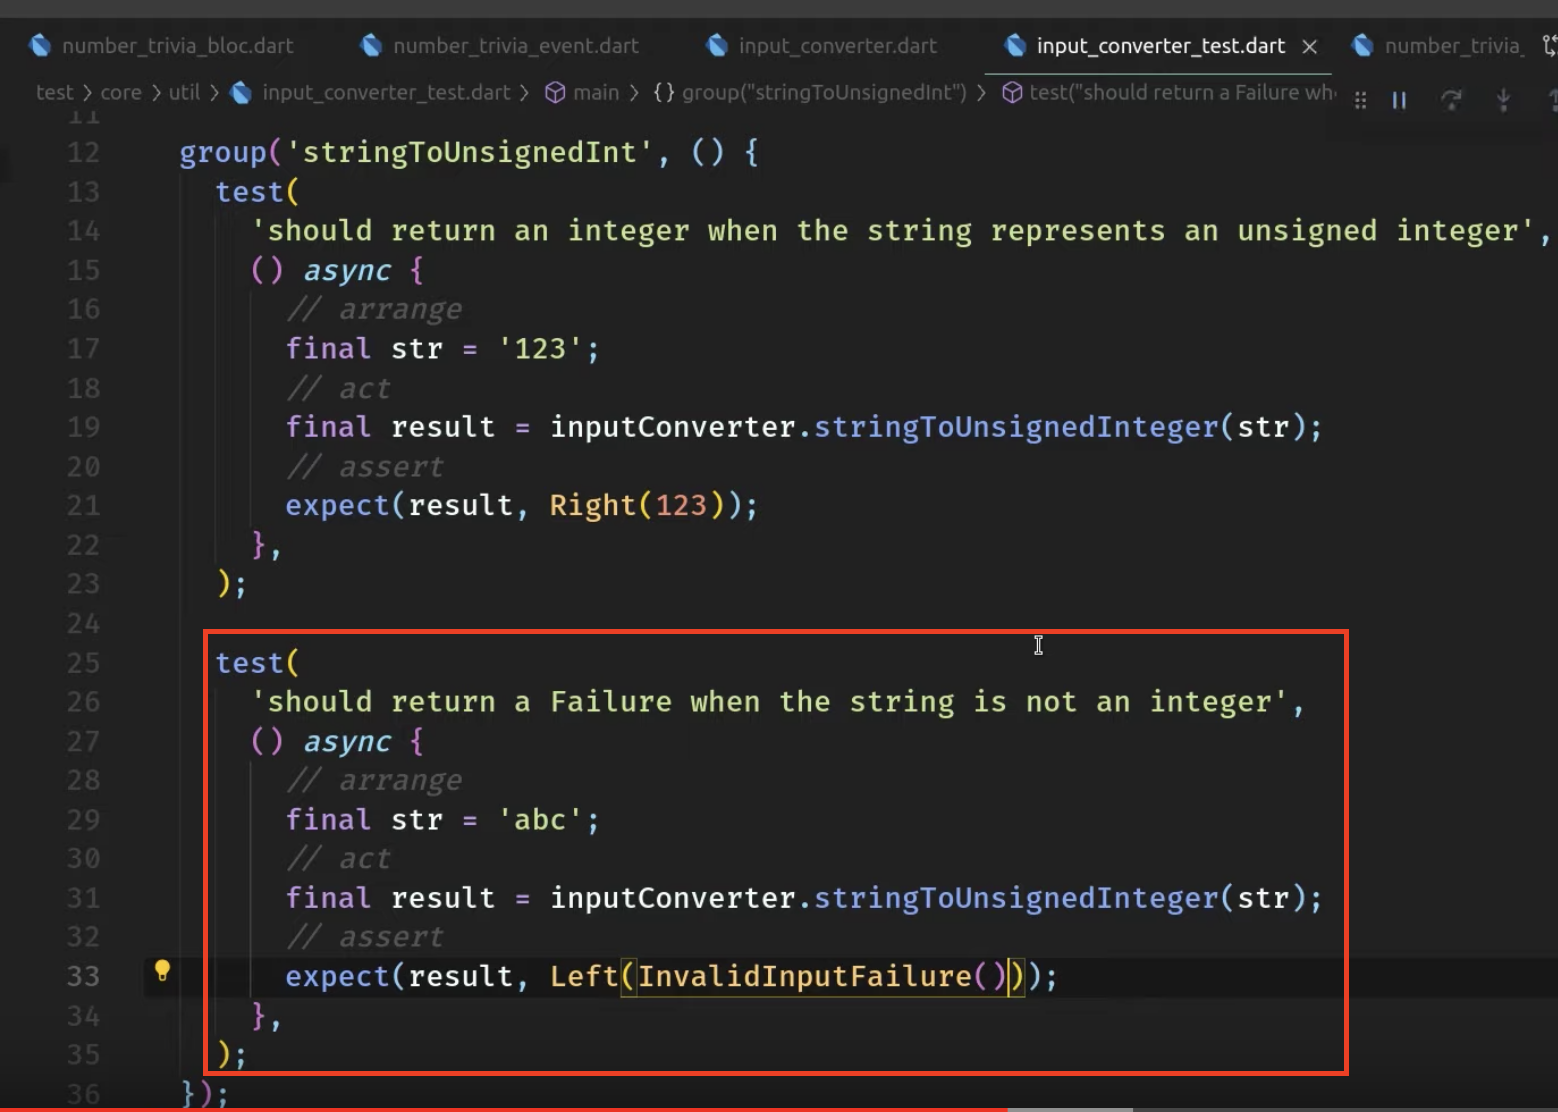 number_trivia_bloc.dart number_trivia_event.dart input_converter.dart input_converter_test.dart × number_trivia_
test > core > util > input_converter_test.dart > main > {} group("stringToUnsignedInt") > test("should return a Failure wh
11
12 group('stringToUnsignedInt', () {
13 test(
14 'should return an integer when the string represents an unsigned integer',
15 () async {
16 // arrange
17 final str = '123';
18 // act
19 final result = inputConverter.stringToUnsignedInteger(str);
20 // assert
21 expect(result, Right(123));
22 },
23 );
24
25 test(
26 'should return a Failure when the string is not an integer',
27 () async {
28 // arrange
29 final str = 'abc';
30 // act
31 final result = inputConverter.stringToUnsignedInteger(str);
32 // assert
33 expect(result, Left(InvalidInputFailure()));
34 },
35 );
36 });